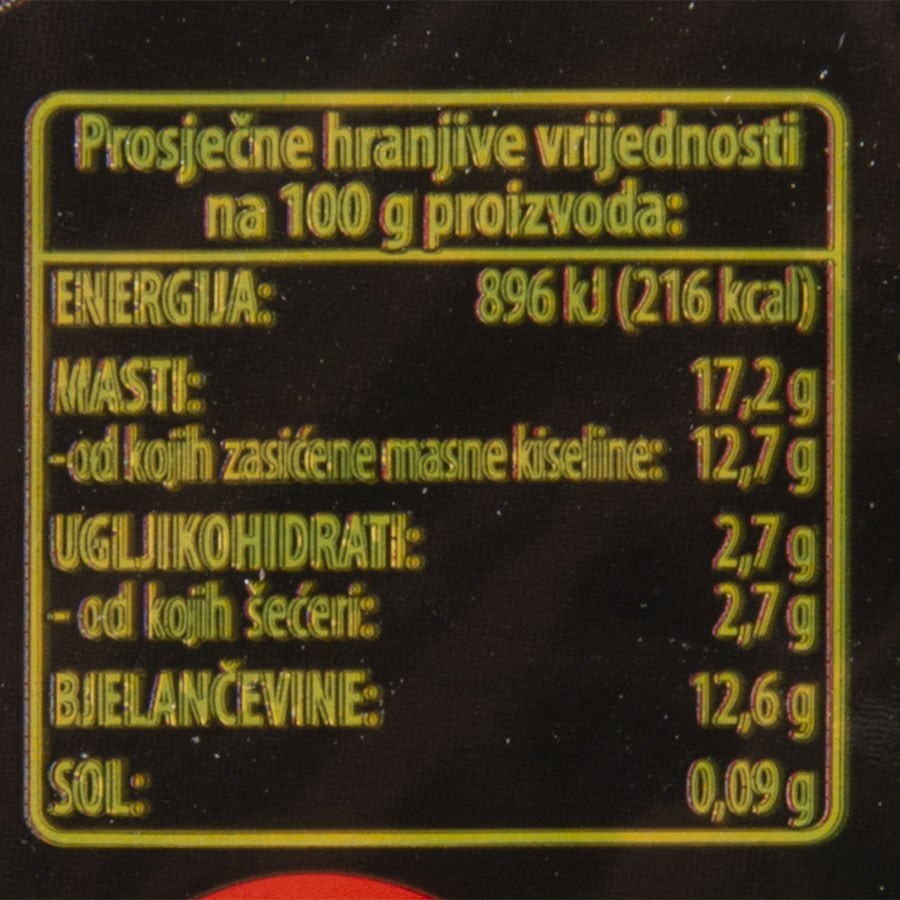 Prosječne hranjive vrijednosti
na 100 g proizvoda:
ENERGIJA: 896 kJ (216 kcal)
MASTI: 17,2 g
-od kojih zasićene masne kiseline: 12,7 g
UGLJIKOHIDRATI: 2,7 g
- od kojih šećeri: 2,7 g
BJELANČEVINE: 12,6 g
SOL: 0,09 g